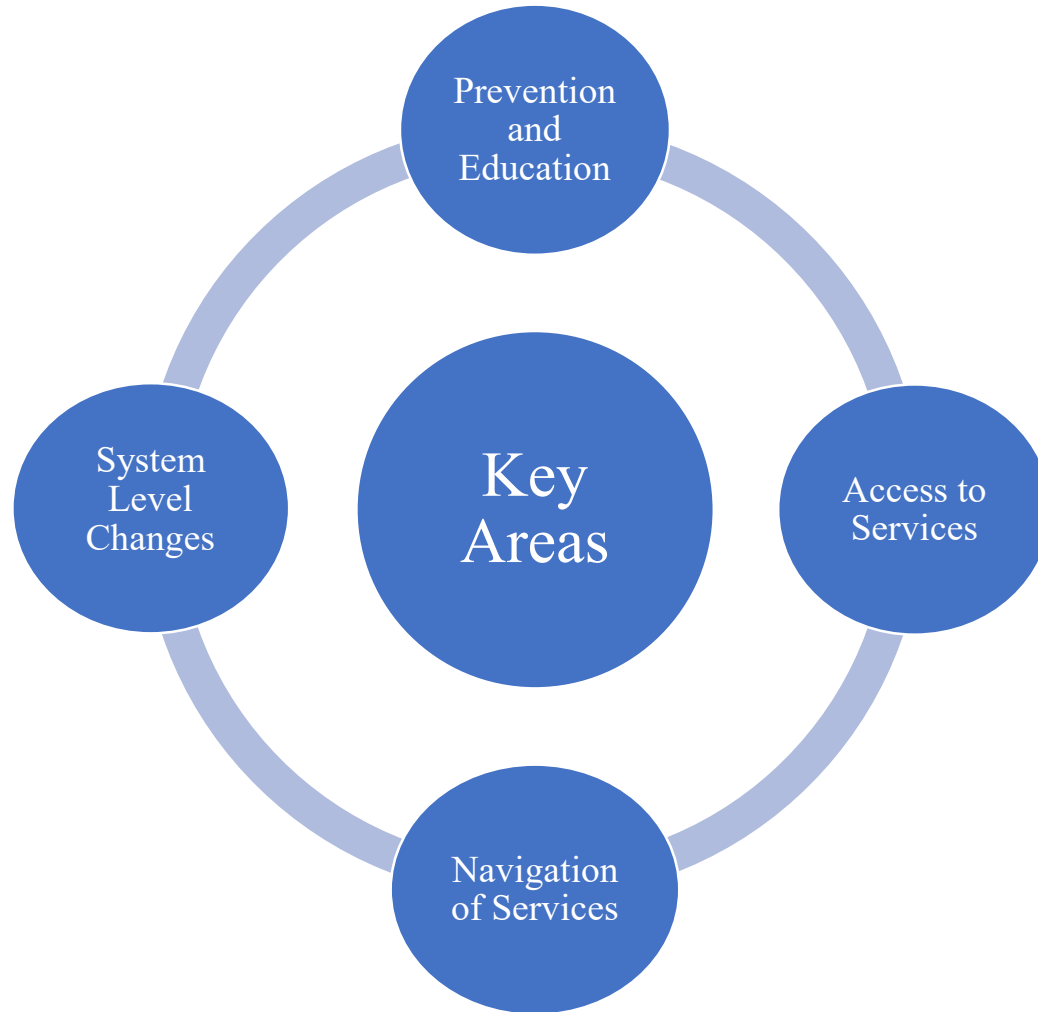 Prevention
and
Education
System
Level
Changes
Key
Areas
Access to
Services
Navigation
of Services